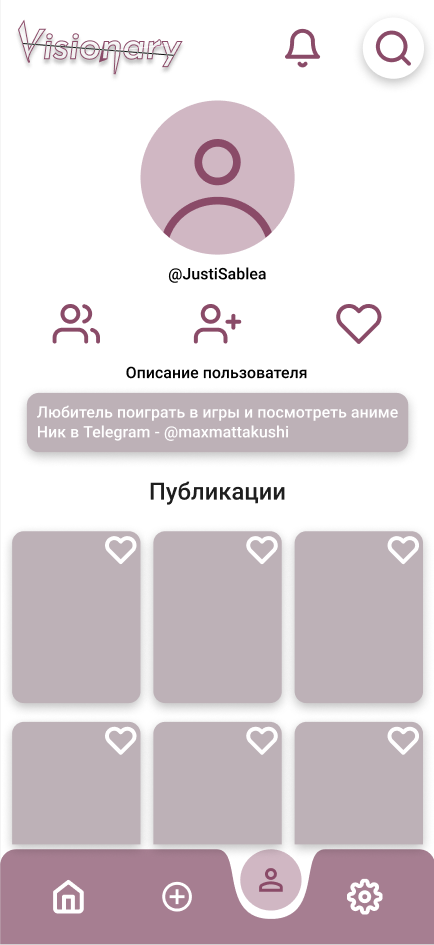 Visionary
@JustiSablea
Описание пользователя
Любитель поиграть в игры и посмотреть аниме
Ник в Telegram - @maxmattakushi
Публикации